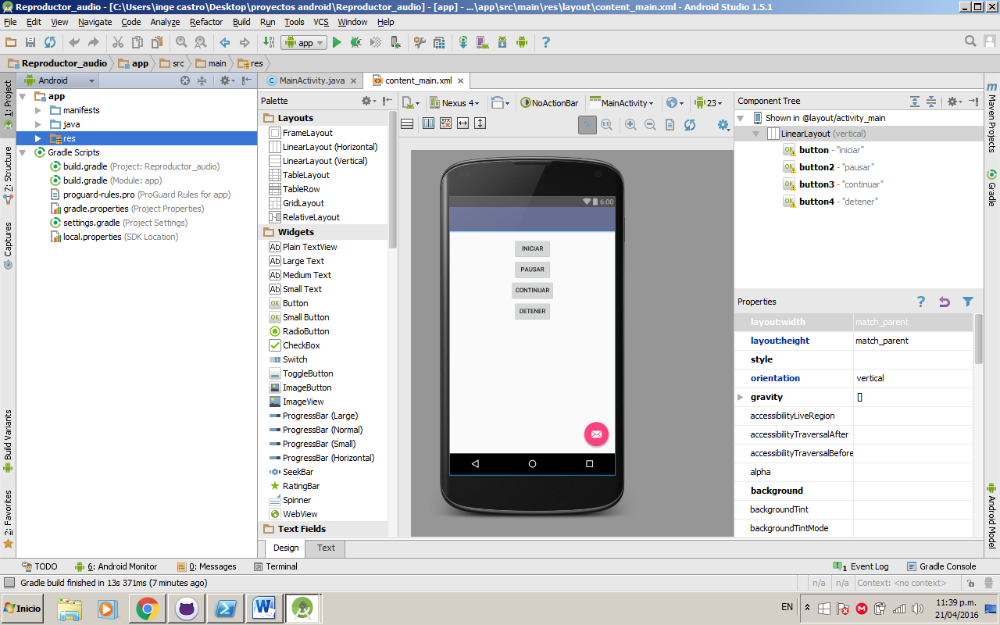 Reproductor_audio - [C:\Users\inge castro\Desktop\proyectos android\Reproductor_audio] - [app] - ...\app\src\main\res\layout\content_main.xml - Android Studio 1.5.1
File Edit View Navigate Code Analyze Refactor Build Run Tools VCS Window Help
app
Reproductor_audio app src main res
1: Project
Z: Structure
Captures
Build Variants
2: Favorites
Android
app
manifests
java
res
Gradle Scripts
build.gradle (Project: Reproductor_audio)
build.gradle (Module: app)
proguard-rules.pro (ProGuard Rules for app)
gradle.properties (Project Properties)
settings.gradle (Project Settings)
local.properties (SDK Location)
MainActivity.java content_main.xml
Palette
Layouts
FrameLayout
LinearLayout (Horizontal)
LinearLayout (Vertical)
TableLayout
TableRow
GridLayout
RelativeLayout
Widgets
Ab Plain TextView
Ab Large Text
Ab Medium Text
Ab Small Text
OK Button
OK Small Button
RadioButton
CheckBox
Switch
ToggleButton
ImageButton
ImageView
ProgressBar (Large)
ProgressBar (Normal)
ProgressBar (Small)
ProgressBar (Horizontal)
SeekBar
RatingBar
Spinner
WebView
Text Fields
Nexus 4 NoActionBar MainActivity 23
1:1
6:00
INICIAR
PAUSAR
CONTINUAR
DETENER
Design Text
Component Tree
Shown in @layout/activity_main
LinearLayout (vertical)
OK button - "iniciar"
OK button2 - "pausar"
OK button3 - "continuar"
OK button4 - "detener"
Properties
layout:width match_parent
layout:height match_parent
style
orientation vertical
gravity []
accessibilityLiveRegion
accessibilityTraversalAfter
accessibilityTraversalBefore
alpha
background
backgroundTint
backgroundTintMode
Maven Projects
Gradle
Android Model
TODO 6: Android Monitor 0: Messages Terminal 1 Event Log Gradle Console
Gradle build finished in 13s 371ms (7 minutes ago) n/a n/a Context: <no context>
Inicio EN 11:39 p.m.
21/04/2016